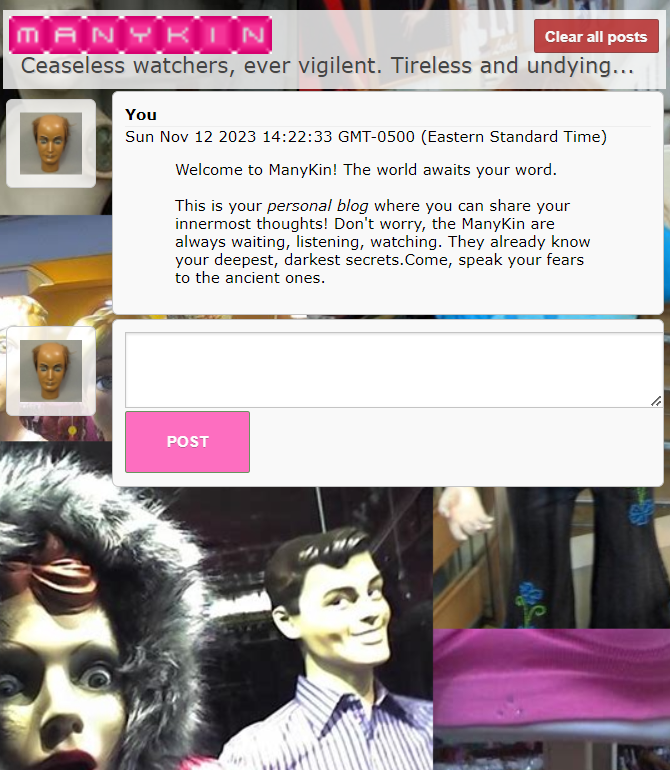 MANYKIN
Clear all posts
Ceaseless watchers, ever vigilent. Tireless and undying...
You
Sun Nov 12 2023 14:22:33 GMT-0500 (Eastern Standard Time)
Welcome to ManyKin! The world awaits your word.
This is your personal blog where you can share your
innermost thoughts! Don't worry, the ManyKin are
always waiting, listening, watching. They already know
your deepest, darkest secrets.Come, speak your fears
to the ancient ones.
POST